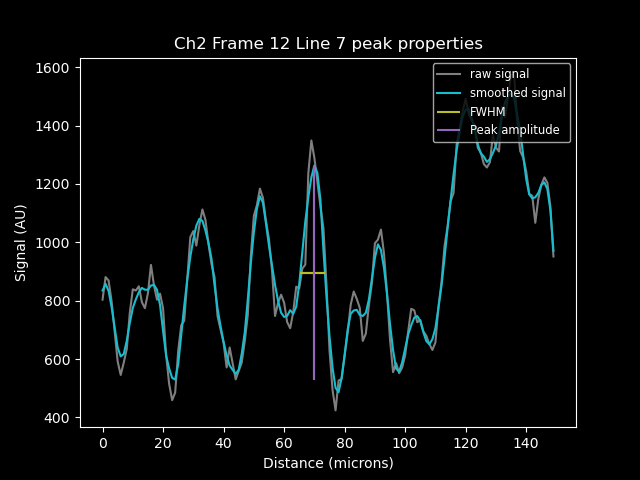 Ch2 Frame 12 Line 7 peak properties
raw signal
smoothed signal
FWHM
Peak amplitude
1600
1400
1200
1000
800
600
400
Signal (AU)
0 20 40 60 80 100 120 140
Distance (microns)